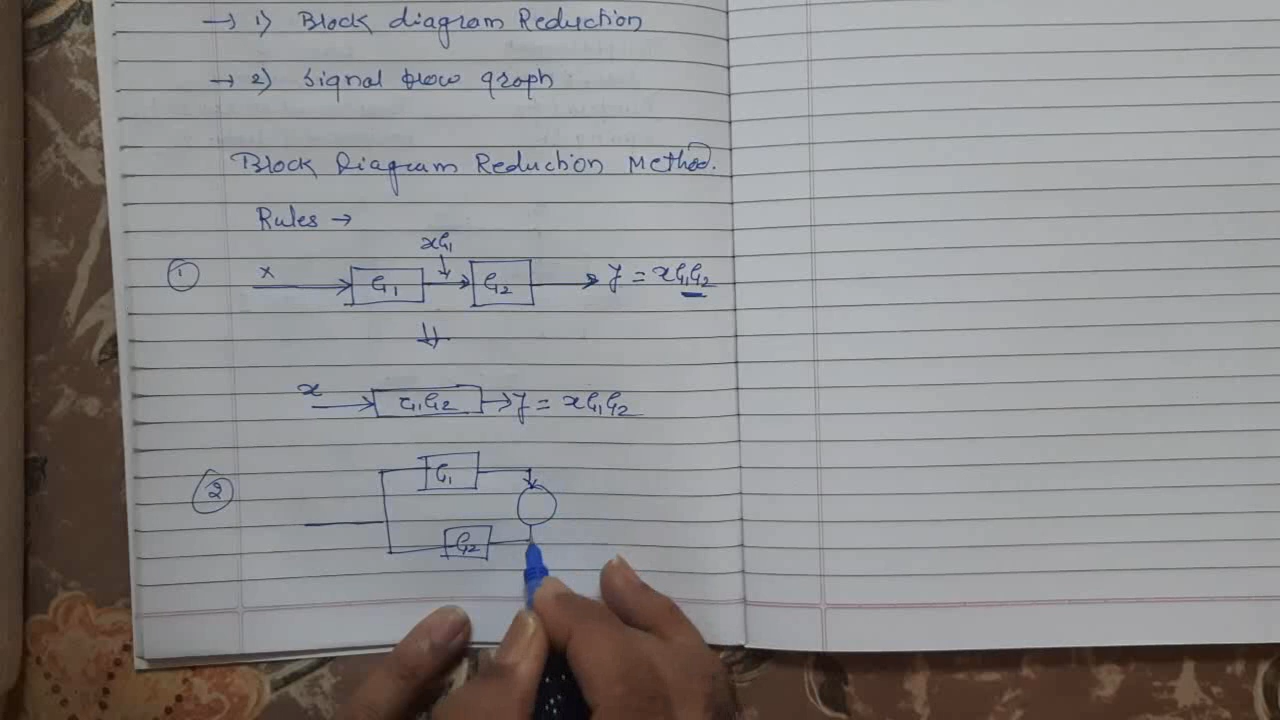 → 1) Block diagram Reduction
→ 2) Signal flow graph
Block Diagram Reduction Method.
Rules →
xG₁
① x G₁ G₂ y = xG₁G₂
x G₁G₂ y = xG₁G₂
② G₁
G₂